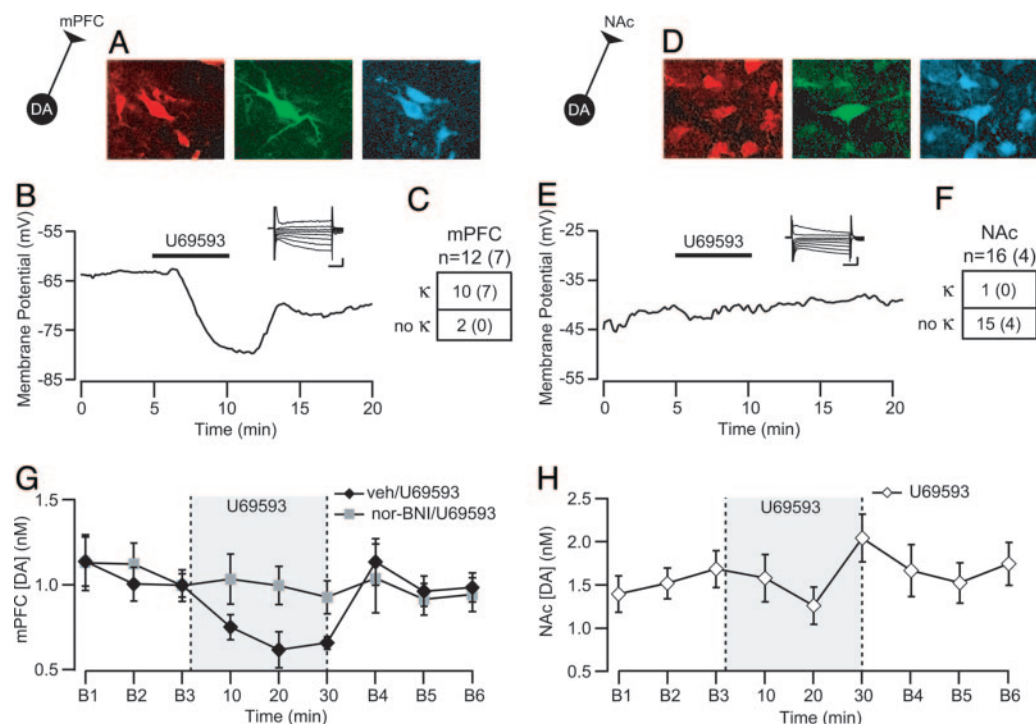 mPFC
A
DA
NAc
D
DA
B
Membrane Potential (mV)
-55
-65
-75
-85
U69593
0 5 10 15 20
Time (min)
C
mPFC
n=12 (7)
κ 10 (7)
no κ 2 (0)
E
Membrane Potential (mV)
-25
-35
-45
-55
U69593
0 5 10 15 20
Time (min)
F
NAc
n=16 (4)
κ 1 (0)
no κ 15 (4)
G
mPFC [DA] (nM)
1.5
1.0
0.5
U69593
veh/U69593
nor-BNI/U69593
B1 B2 B3 10 20 30 B4 B5 B6
Time (min)
H
NAc [DA] (nM)
2.5
2.0
1.5
1.0
0.5
U69593
U69593
B1 B2 B3 10 20 30 B4 B5 B6
Time (min)